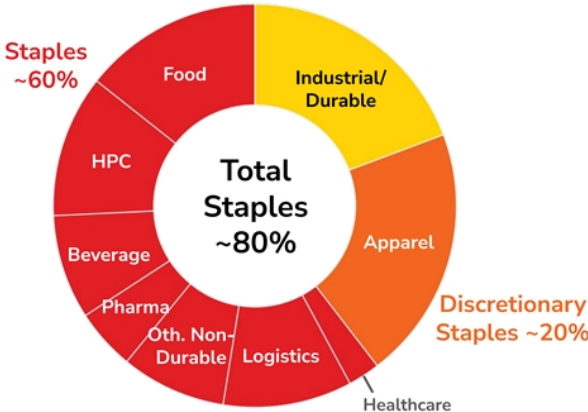 Staples
~60%
Food
Industrial/
Durable
HPC
Total
Staples
~80%
Apparel
Beverage
Pharma
Oth. Non-
Durable
Logistics
Discretionary
Staples ~20%
Healthcare